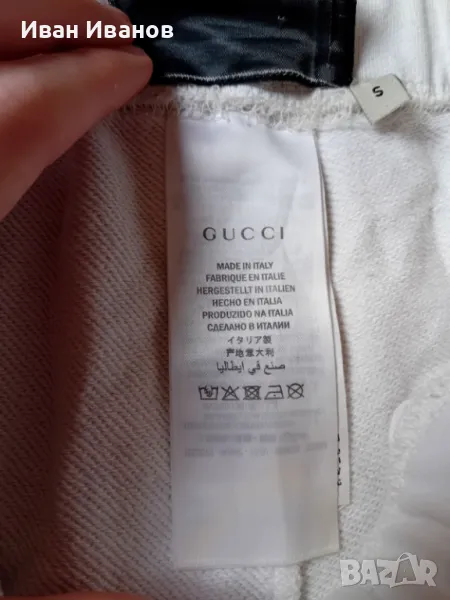 Иван Иванов
S
GUCCI
MADE IN ITALY
FABRIQUE EN ITALIE
HERGESTELLT IN ITALIEN
HECHO EN ITALIA
PRODUZIDO NA ITALIA
СДЕЛАНО В ИТАЛИИ
イタリア製
产地意大利
صنع في إيطاليا
BAZAR